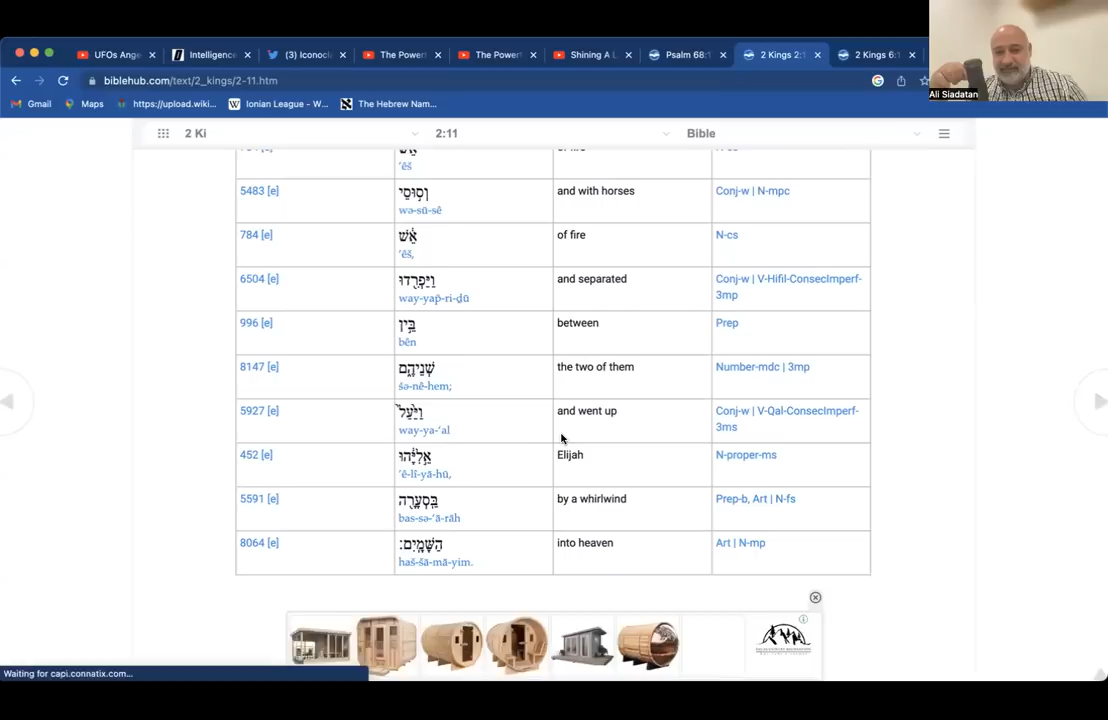 UFOs Ange
Intelligence
(3) Iconocl
The Powerf
The Powerf
Shining A L
Psalm 68:1
2 Kings 2:1
2 Kings 6:1
biblehub.com/text/2_kings/2-11.htm
Gmail
Maps
https://upload.wiki...
Ionian League - W...
The Hebrew Nam...
Ali Siadatan
2 Ki
2:11
Bible
’êš
5483 [e]
וְס֣וּסֵי
wə-sū-sê
and with horses
Conj-w | N-mpc
784 [e]
אֵ֔שׁ
’êš,
of fire
N-cs
6504 [e]
וַיַּפְרִ֖דוּ
way-yap̄-ri-ḏū
and separated
Conj-w | V-Hifil-ConsecImperf-
3mp
996 [e]
בֵּ֣ין
bên
between
Prep
8147 [e]
שְׁנֵיהֶ֑ם
šə-nê-hem;
the two of them
Number-mdc | 3mp
5927 [e]
וַיַּ֙עַל֙
way-ya-‘al
and went up
Conj-w | V-Qal-ConsecImperf-
3ms
452 [e]
אֵ֣לִיָּ֔הוּ
’ê-lî-yā-hū,
Elijah
N-proper-ms
5591 [e]
בַּֽסְעָרָ֖ה
bas-sə-‘ā-rāh
by a whirlwind
Prep-b, Art | N-fs
8064 [e]
הַשָּׁמָֽיִם׃
haš-šā-mā-yim.
into heaven
Art | N-mp
Waiting for capi.connatix.com...